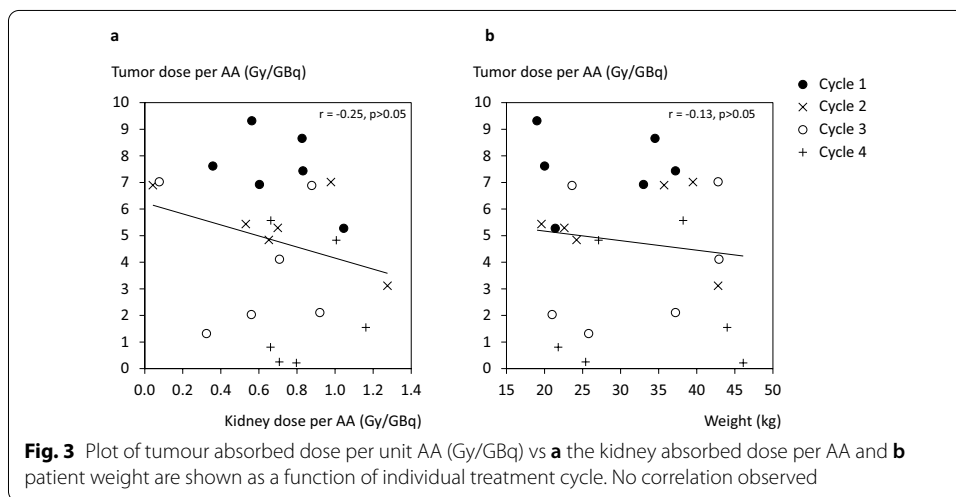 a
Tumor dose per AA (Gy/GBq)
r = -0.25, p>0.05
10
9
8
7
6
5
4
3
2
1
0
0.0 0.2 0.4 0.6 0.8 1.0 1.2 1.4
Kidney dose per AA (Gy/GBq)
b
Tumor dose per AA (Gy/GBq)
r = -0.13, p>0.05
10
9
8
7
6
5
4
3
2
1
0
15 20 25 30 35 40 45 50
Weight (kg)
Cycle 1
Cycle 2
Cycle 3
Cycle 4
Fig. 3 Plot of tumour absorbed dose per unit AA (Gy/GBq) vs a the kidney absorbed dose per AA and b
patient weight are shown as a function of individual treatment cycle. No correlation observed